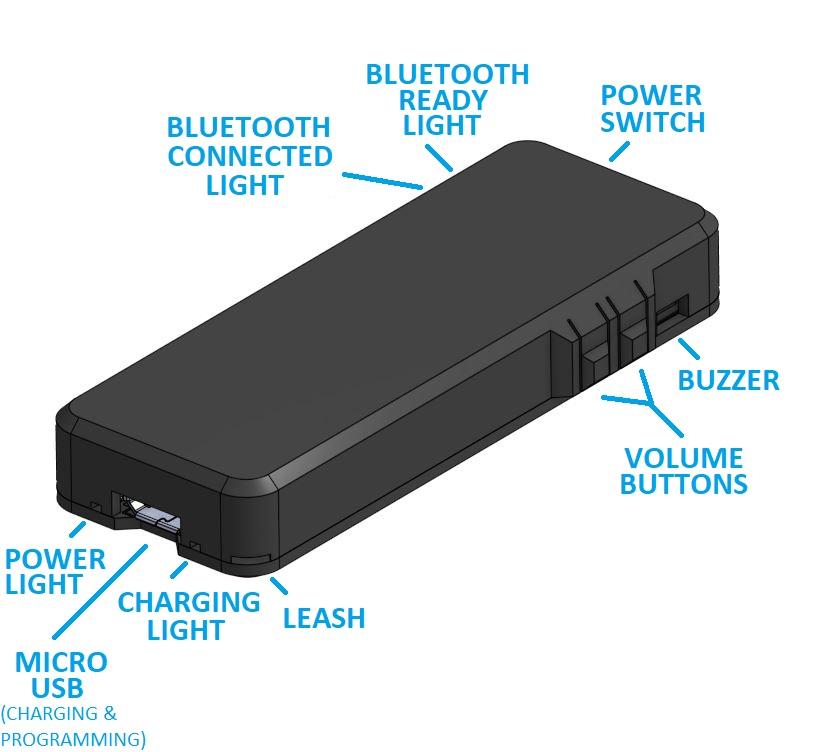 BLUETOOTH
READY
LIGHT
POWER
SWITCH
BLUETOOTH
CONNECTED
LIGHT
BUZZER
VOLUME
BUTTONS
POWER
LIGHT
CHARGING
LIGHT
LEASH
MICRO
USB
(CHARGING &
PROGRAMMING)